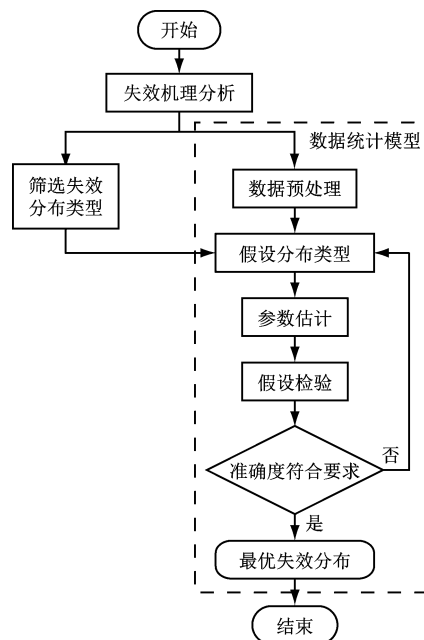 开始
失效机理分析
数据统计模型
筛选失效
分布类型
数据预处理
假设分布类型
参数估计
假设检验
准确度符合要求
否
是
最优失效分布
结束